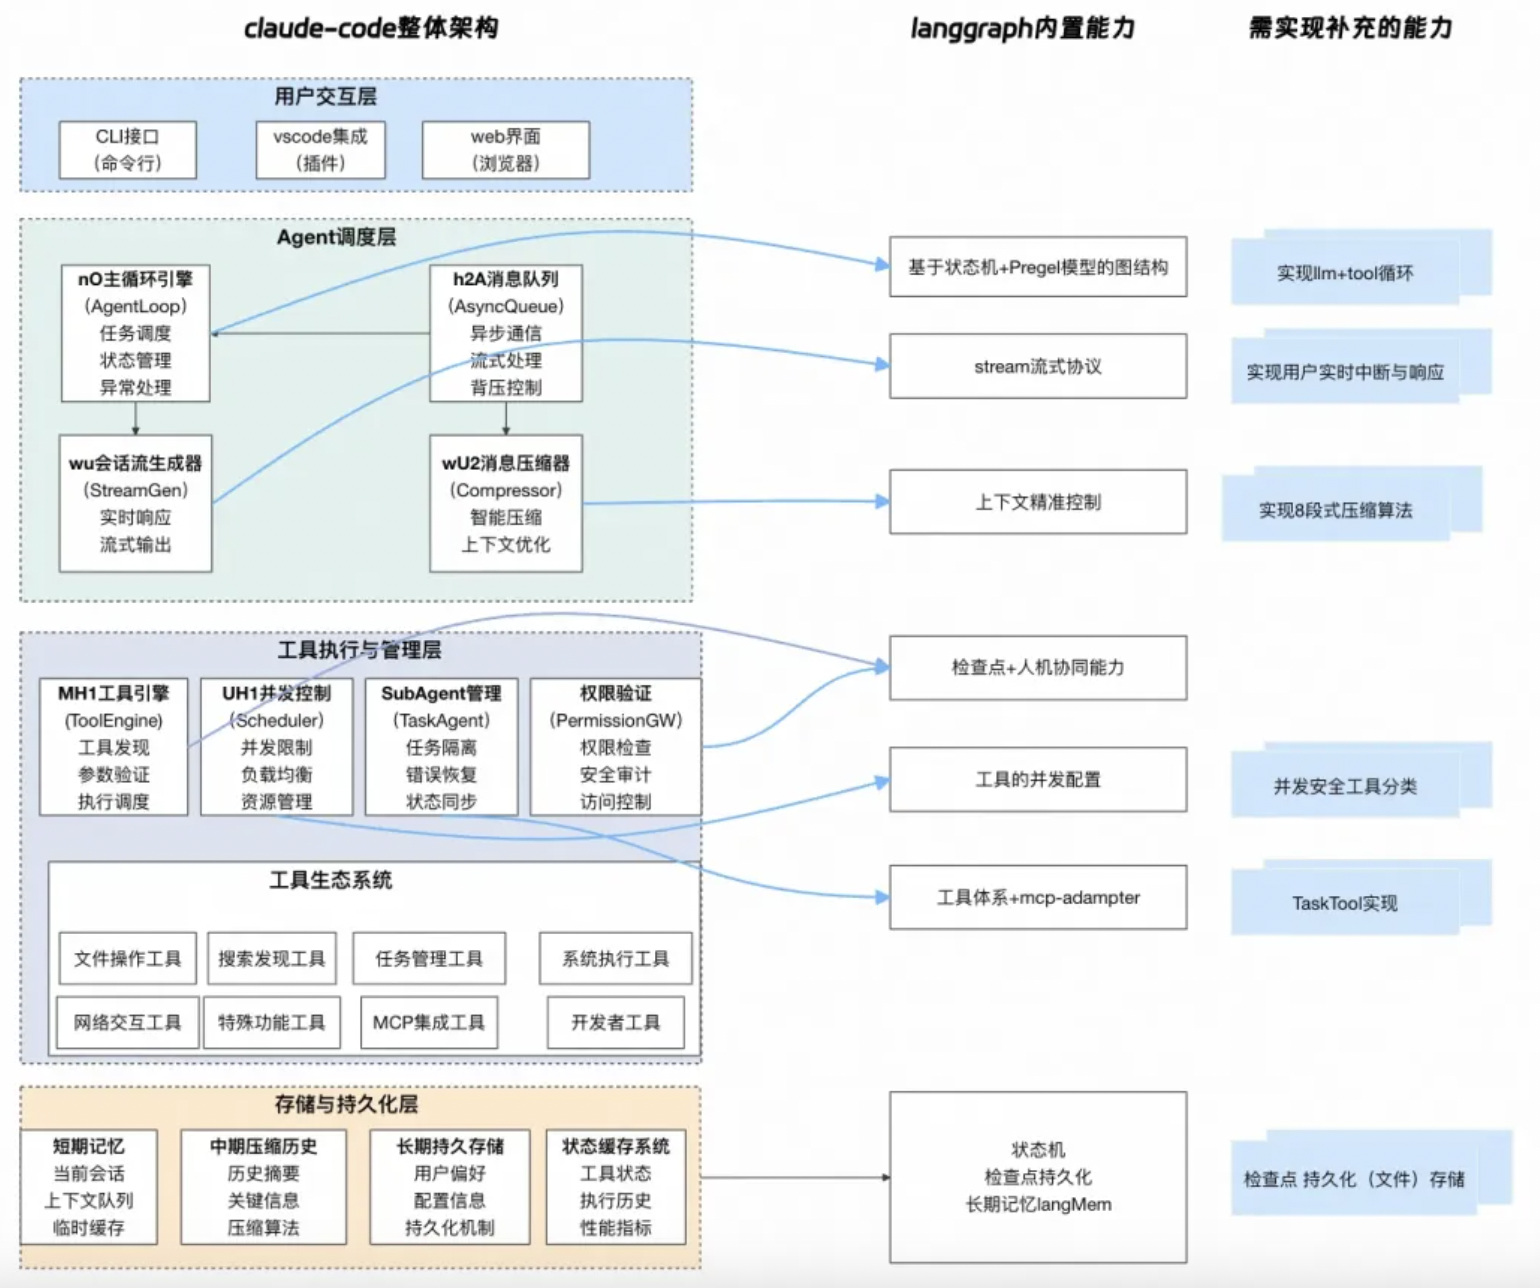 claude-code整体架构
langgraph内置能力
需实现补充的能力
用户交互层
CLI接口
（命令行）
vscode集成
（插件）
web界面
（浏览器）
Agent调度层
nO主循环引擎
（AgentLoop）
任务调度
状态管理
异常处理
h2A消息队列
（AsyncQueue）
异步通信
流式处理
背压控制
wu会话流生成器
（StreamGen）
实时响应
流式输出
wU2消息压缩器
（Compressor）
智能压缩
上下文优化
基于状态机+Pregel模型的图结构
实现llm+tool循环
stream流式协议
实现用户实时中断与响应
上下文精准控制
实现8段式压缩算法
工具执行与管理层
MH1工具引擎
(ToolEngine)
工具发现
参数验证
执行调度
UH1并发控制
（Scheduler）
并发限制
负载均衡
资源管理
SubAgent管理
（TaskAgent）
任务隔离
错误恢复
状态同步
权限验证
（PermissionGW）
权限检查
安全审计
访问控制
检查点+人机协同能力
工具的并发配置
并发安全工具分类
工具体系+mcp-adampter
TaskTool实现
工具生态系统
文件操作工具
搜索发现工具
任务管理工具
系统执行工具
网络交互工具
特殊功能工具
MCP集成工具
开发者工具
存储与持久化层
短期记忆
当前会话
上下文队列
临时缓存
中期压缩历史
历史摘要
关键信息
压缩算法
长期持久存储
用户偏好
配置信息
持久化机制
状态缓存系统
工具状态
执行历史
性能指标
状态机
检查点持久化
长期记忆langMem
检查点 持久化（文件）存储